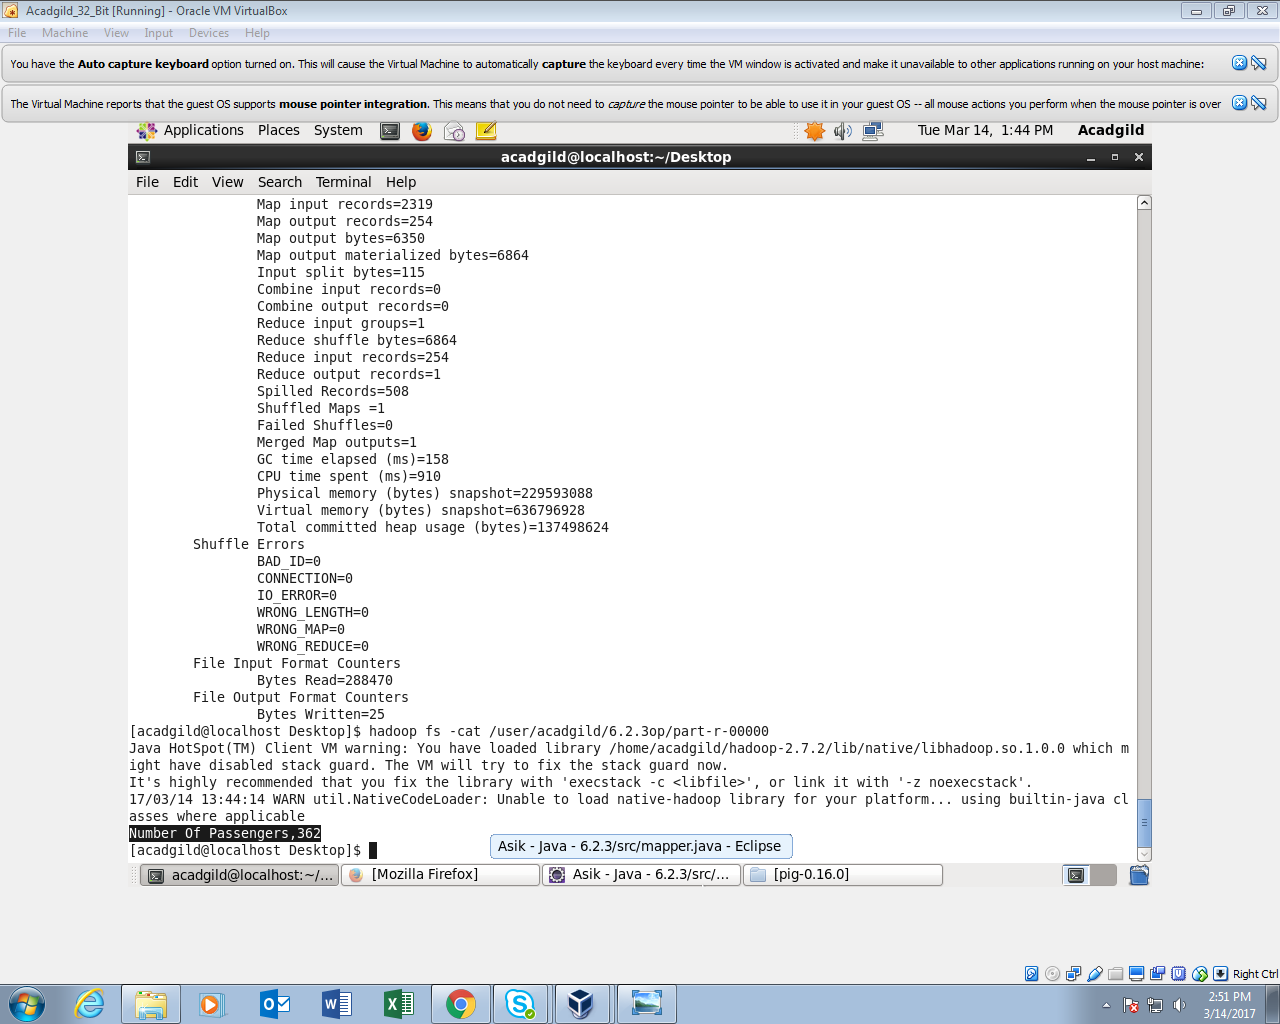 Acadgild_32_Bit [Running] - Oracle VM VirtualBox
File Machine View Input Devices Help
You have the Auto capture keyboard option turned on. This will cause the Virtual Machine to automatically capture the keyboard every time the VM window is activated and make it unavailable to other applications running on your host machine:
The Virtual Machine reports that the guest OS supports mouse pointer integration. This means that you do not need to capture the mouse pointer to be able to use it in your guest OS -- all mouse actions you perform when the mouse pointer is over
Applications Places System Tue Mar 14, 1:44 PM Acadgild
acadgild@localhost:~/Desktop
File Edit View Search Terminal Help
Map input records=2319
Map output records=254
Map output bytes=6350
Map output materialized bytes=6864
Input split bytes=115
Combine input records=0
Combine output records=0
Reduce input groups=1
Reduce shuffle bytes=6864
Reduce input records=254
Reduce output records=1
Spilled Records=508
Shuffled Maps =1
Failed Shuffles=0
Merged Map outputs=1
GC time elapsed (ms)=158
CPU time spent (ms)=910
Physical memory (bytes) snapshot=229593088
Virtual memory (bytes) snapshot=636796928
Total committed heap usage (bytes)=137498624
Shuffle Errors
BAD_ID=0
CONNECTION=0
IO_ERROR=0
WRONG_LENGTH=0
WRONG_MAP=0
WRONG_REDUCE=0
File Input Format Counters
Bytes Read=288470
File Output Format Counters
Bytes Written=25
[acadgild@localhost Desktop]$ hadoop fs -cat /user/acadgild/6.2.3op/part-r-00000
Java HotSpot(TM) Client VM warning: You have loaded library /home/acadgild/hadoop-2.7.2/lib/native/libhadoop.so.1.0.0 which m
ight have disabled stack guard. The VM will try to fix the stack guard now.
It's highly recommended that you fix the library with 'execstack -c <libfile>', or link it with '-z noexecstack'.
17/03/14 13:44:14 WARN util.NativeCodeLoader: Unable to load native-hadoop library for your platform... using builtin-java cl
asses where applicable
Number Of Passengers,362
[acadgild@localhost Desktop]$
Asik - Java - 6.2.3/src/mapper.java - Eclipse
acadgild@localhost:~/... [Mozilla Firefox] Asik - Java - 6.2.3/src/... [pig-0.16.0]
Right Ctrl
2:51 PM
3/14/2017